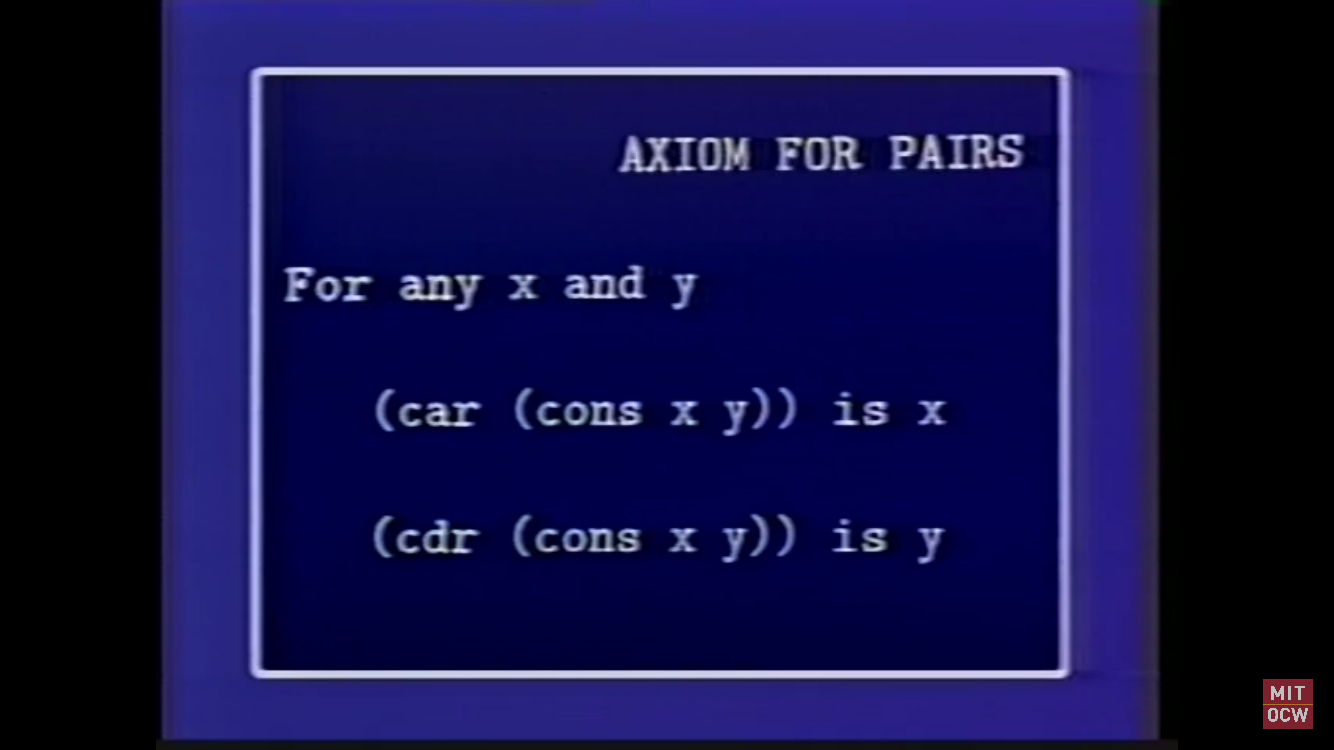 AXIOM FOR PAIRS
For any x and y
(car (cons x y)) is x
(cdr (cons x y)) is y
MIT
OCW